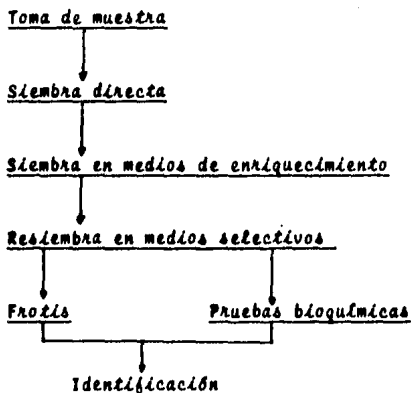 Toma de muestra
Siembra directa
Siembra en medios de enriquecimiento
Resiembra en medios selectivos
Frotis
Pruebas bioquímicas
Identificación